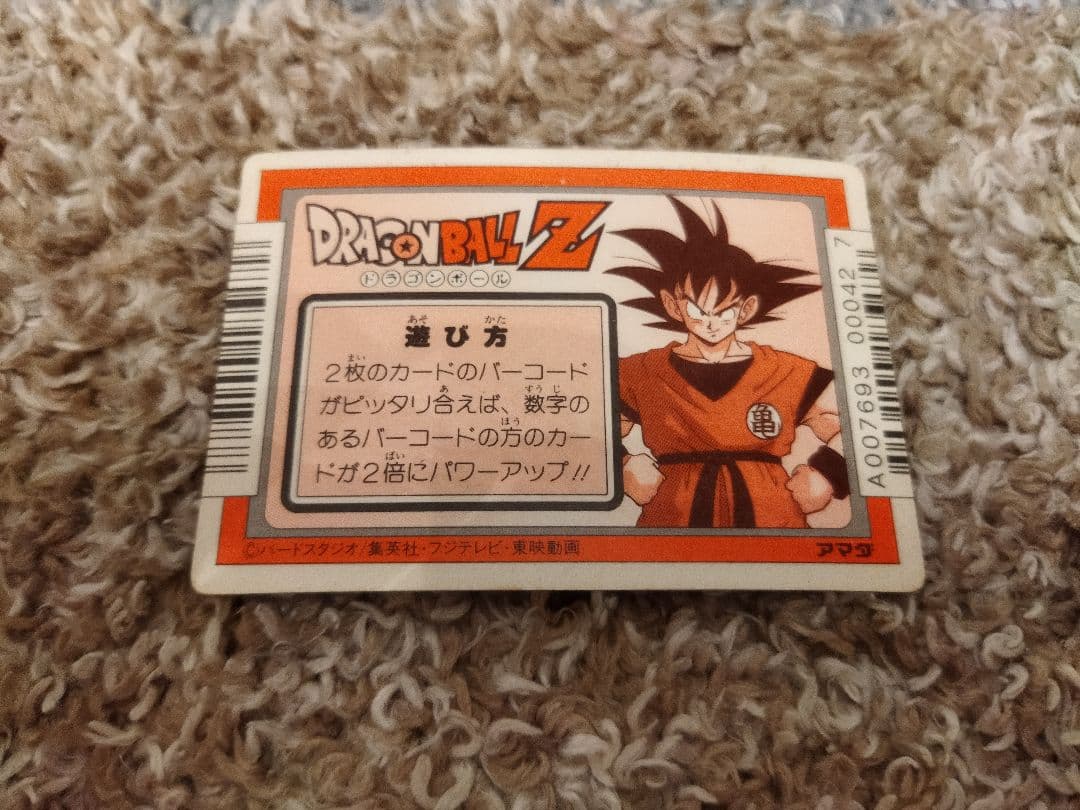 DRAGON BALL Z
ドラゴンボール
遊び方
2枚のカードのバーコード
がピッタリ合えば、数字の
あるバーコードの方のカー
ドが2倍にパワーアップ!!
亀
A007693 00042 7
©バードスタジオ/集英社・フジテレビ・東映動画
アマダ